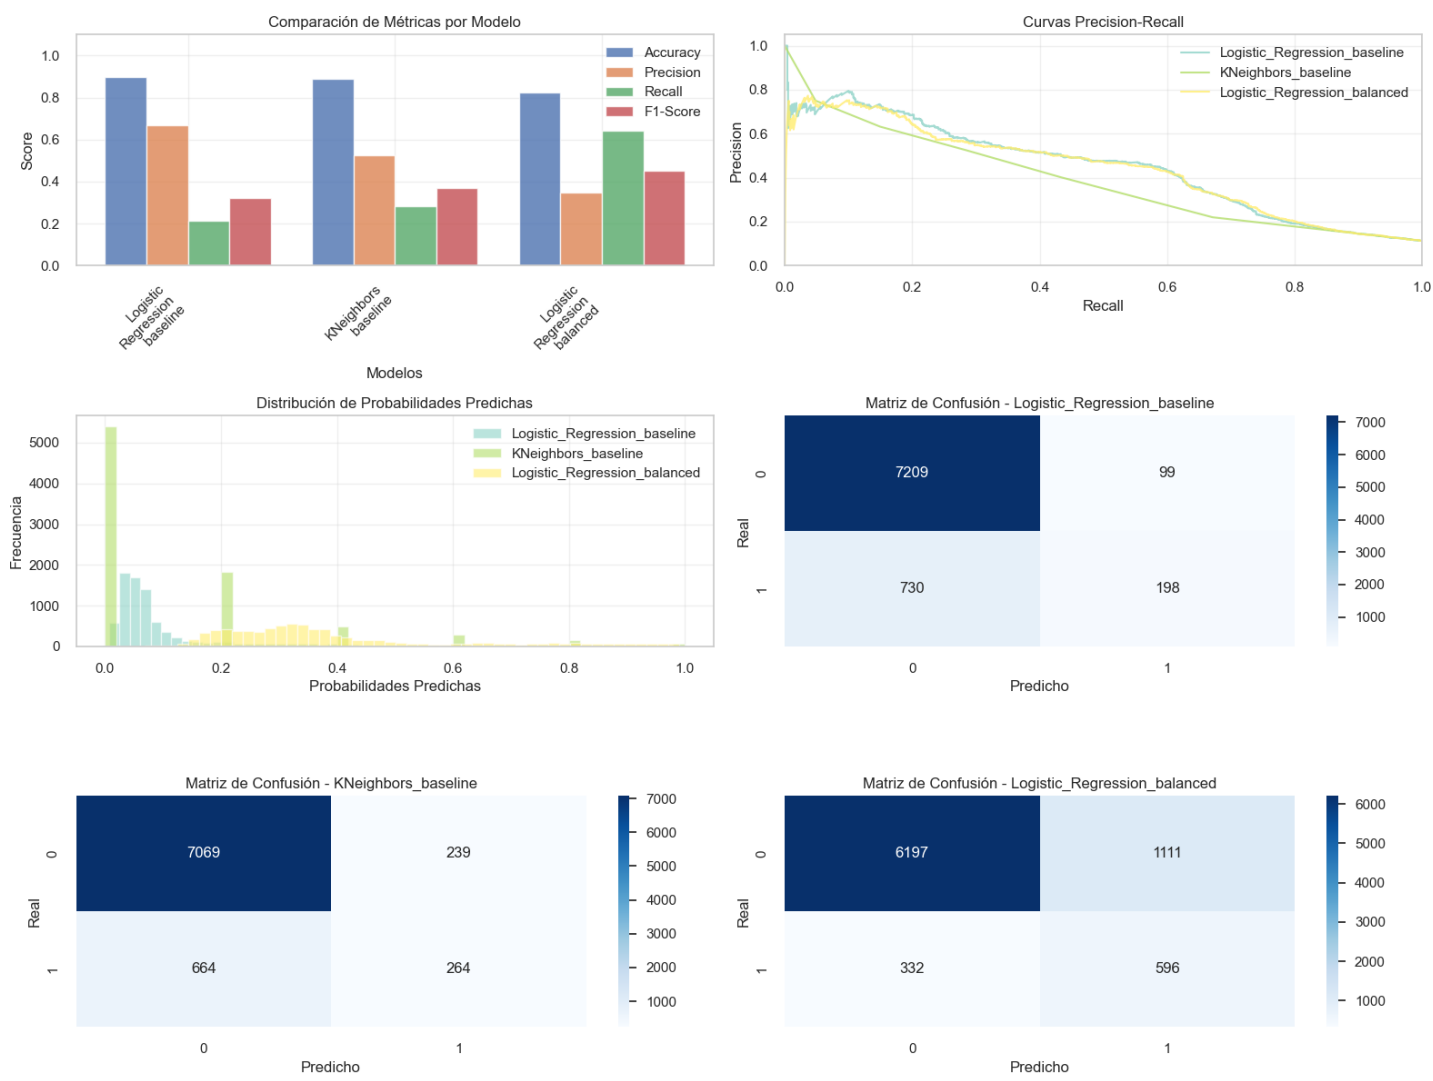 Comparación de Métricas por Modelo
Score
1.0
0.8
0.6
0.4
0.2
0.0
Accuracy
Precision
Recall
F1-Score
Logistic
Regression
baseline
KNeighbors
baseline
Logistic
Regression
balanced
Modelos
Curvas Precision-Recall
Precision
1.0
0.8
0.6
0.4
0.2
0.0
Logistic_Regression_baseline
KNeighbors_baseline
Logistic_Regression_balanced
0.0 0.2 0.4 0.6 0.8 1.0
Recall
Distribución de Probabilidades Predichas
Frecuencia
5000
4000
3000
2000
1000
0
Logistic_Regression_baseline
KNeighbors_baseline
Logistic_Regression_balanced
0.0 0.2 0.4 0.6 0.8 1.0
Probabilidades Predichas
Matriz de Confusión - Logistic_Regression_baseline
Real
0
7209 99
1
730 198
0 1
Predicho
7000
6000
5000
4000
3000
2000
1000
Matriz de Confusión - KNeighbors_baseline
Real
0
7069 239
1
664 264
0 1
Predicho
7000
6000
5000
4000
3000
2000
1000
Matriz de Confusión - Logistic_Regression_balanced
Real
0
6197 1111
1
332 596
0 1
Predicho
6000
5000
4000
3000
2000
1000